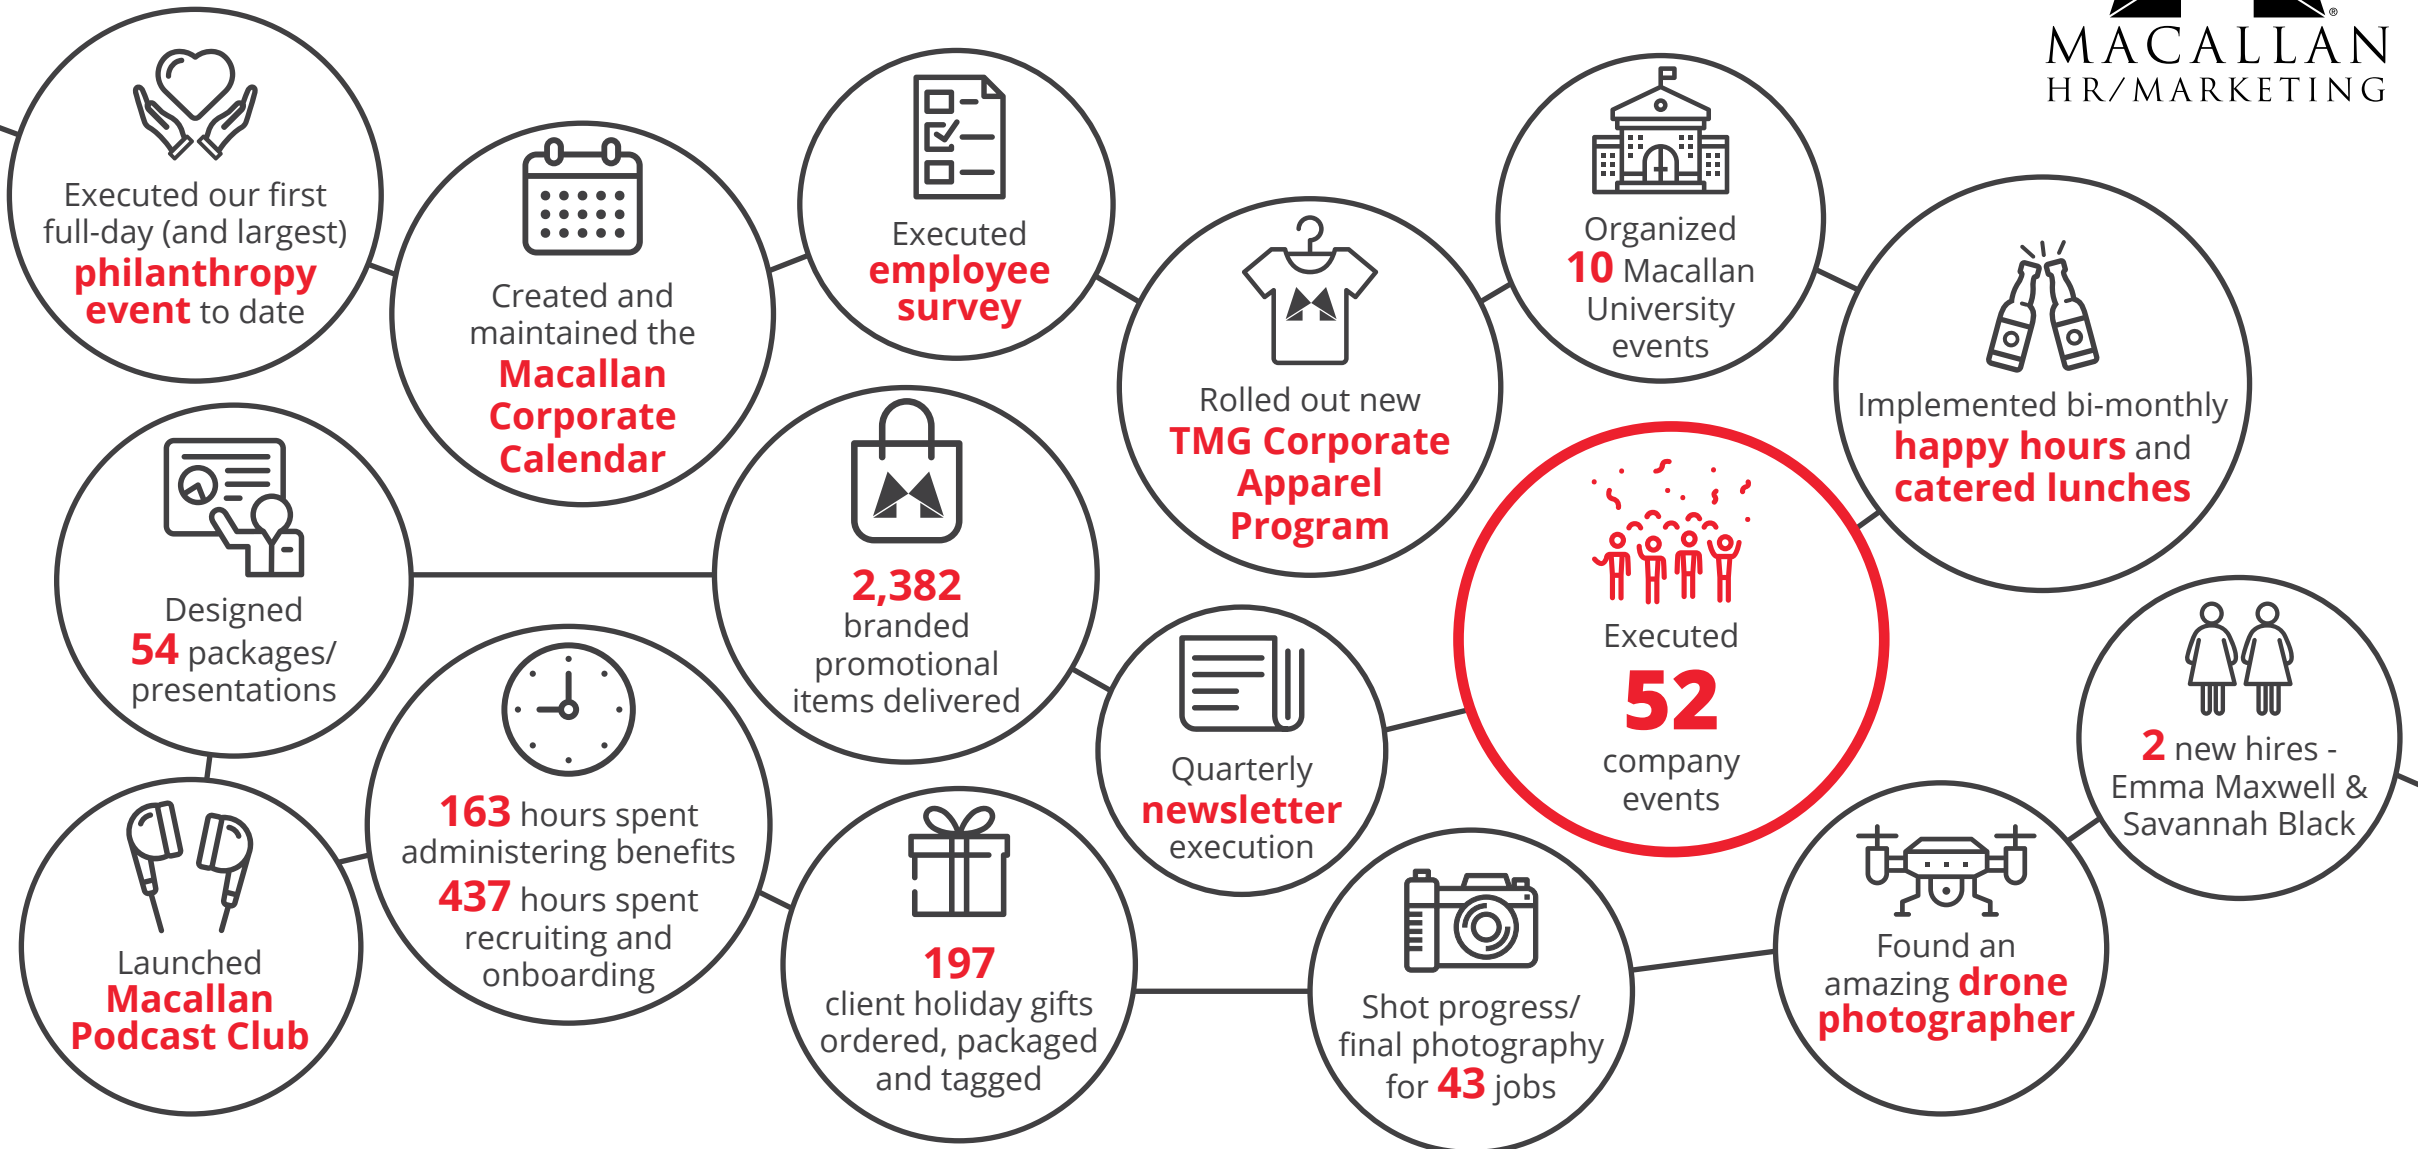 ®
MACALLAN
HR/MARKETING
Executed our first
full-day (and largest)
philanthropy
event to date
Created and
maintained the
Macallan
Corporate
Calendar
Executed
employee
survey
Rolled out new
TMG Corporate
Apparel
Program
Organized
10 Macallan
University
events
Implemented bi-monthly
happy hours and
catered lunches
Executed
52
company
events
Quarterly
newsletter
execution
2,382
branded
promotional
items delivered
Designed
54 packages/
presentations
Launched
Macallan
Podcast Club
163 hours spent
administering benefits
437 hours spent
recruiting and
onboarding
197
client holiday gifts
ordered, packaged
and tagged
Shot progress/
final photography
for 43 jobs
Found an
amazing drone
photographer
2 new hires -
Emma Maxwell &
Savannah Black